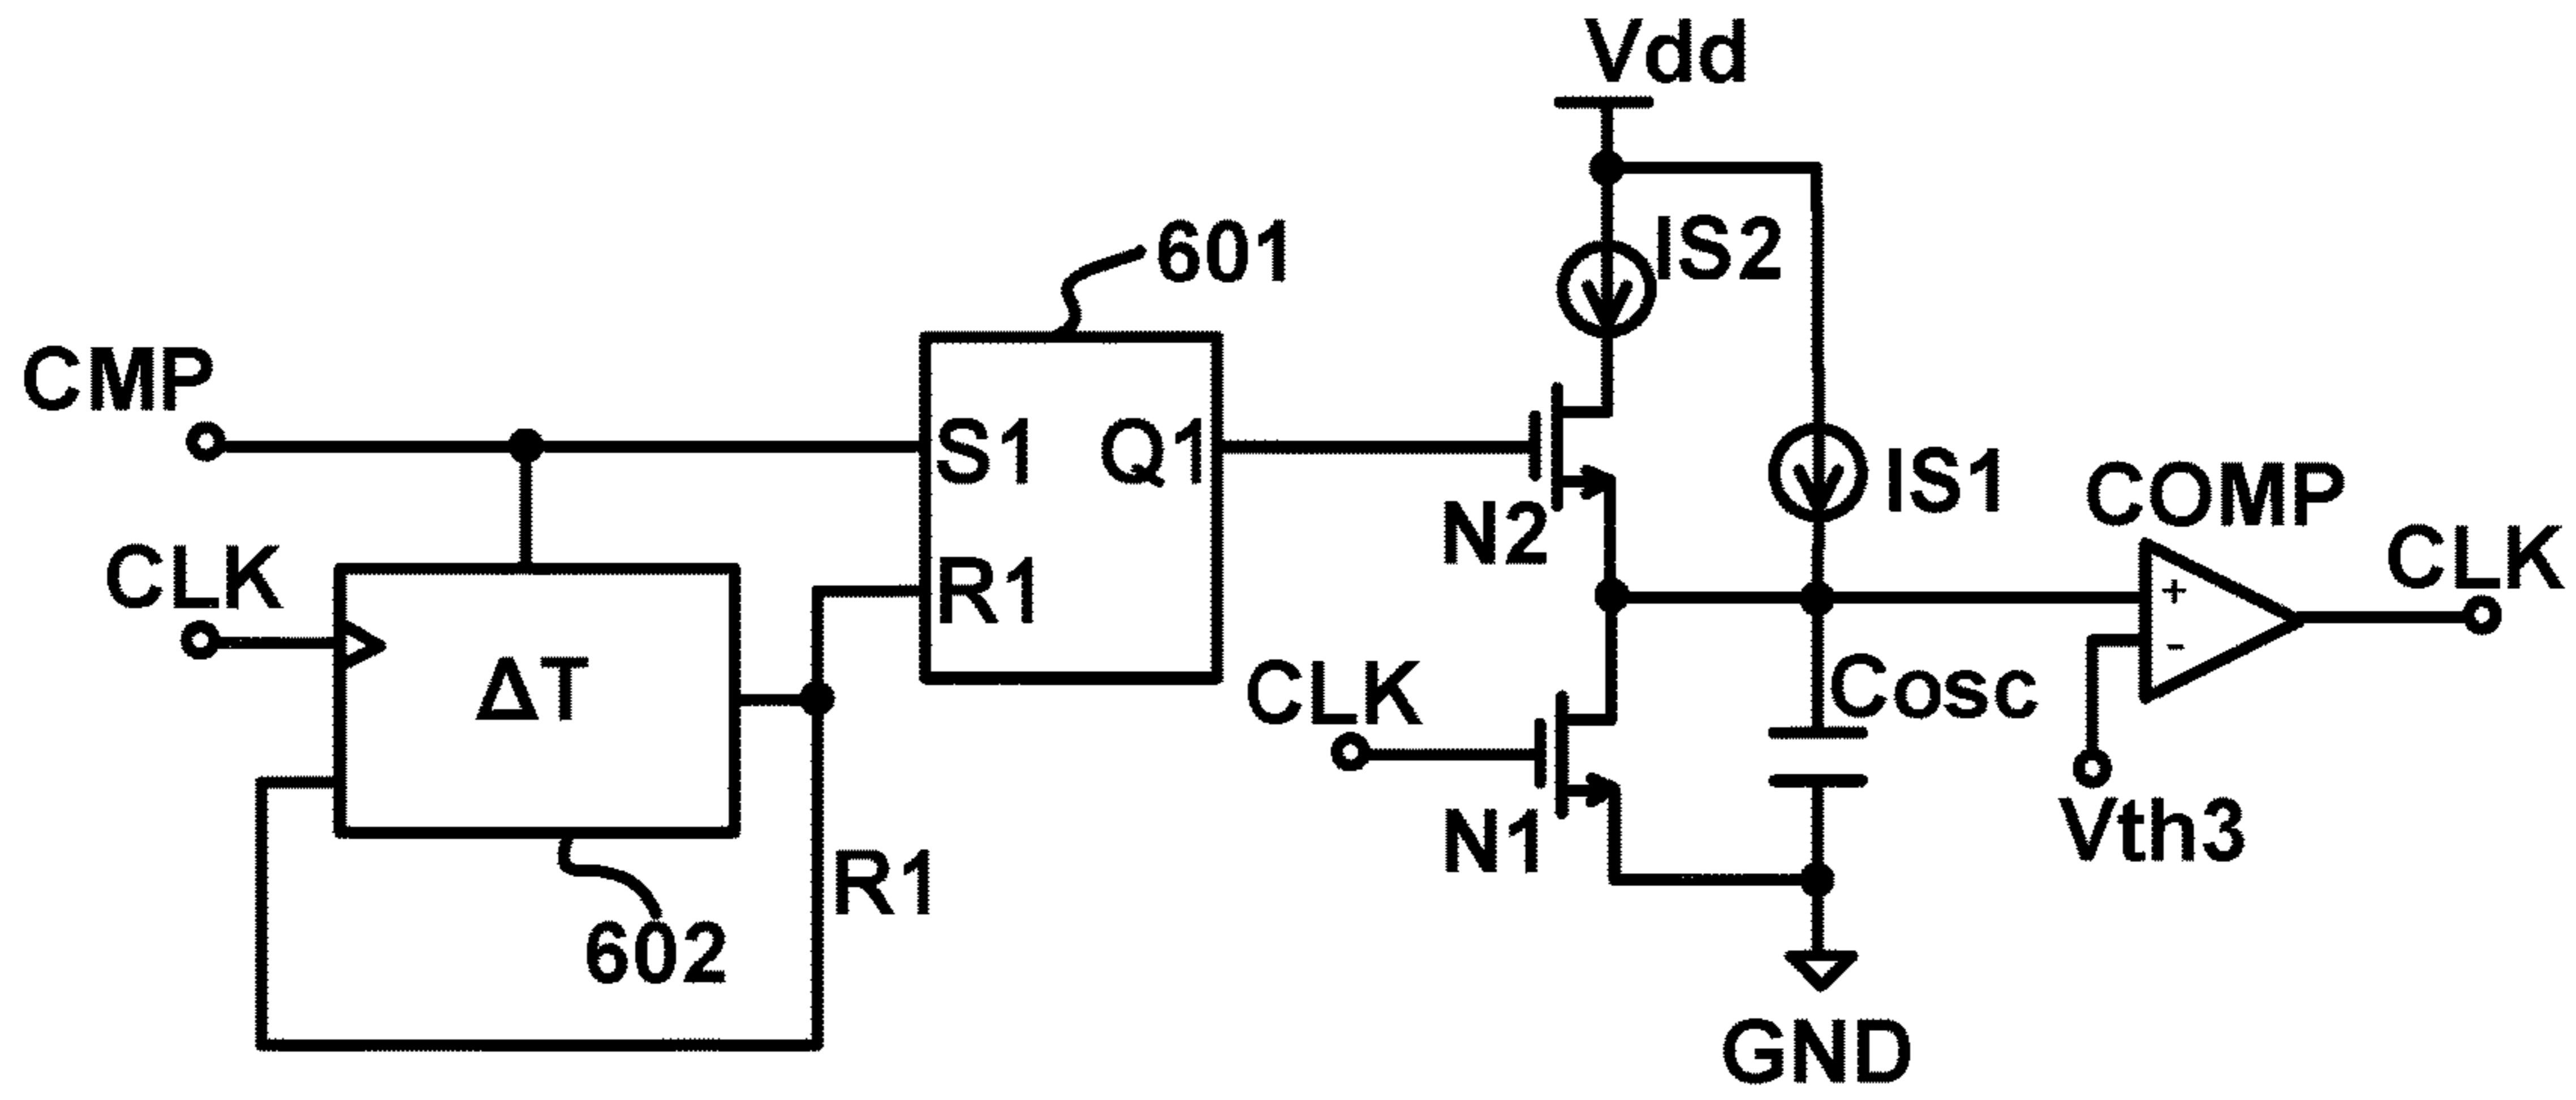 Vdd
601
IS2
CMP
S1
Q1
N2
IS1
COMP
CLK
CLK
R1
+
-
CLK
ΔT
Cosc
N1
Vth3
R1
602
GND